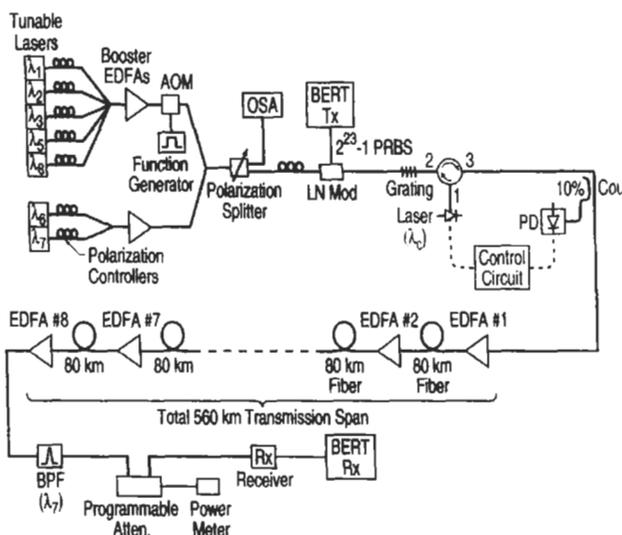 Tunable
Lasers
λ1
λ2
λ3
λ5
λ8
Booster
EDFAs
AOM
Function
Generator
λ6
λ7
Polarization
Controllers
OSA
Polarization
Splitter
BERT
Tx
2^23-1 PRBS
LN Mod
Grating
2
3
1
Laser
(λc)
10%
Cou
PD
Control
Circuit
EDFA #8
EDFA #7
EDFA #2
EDFA #1
80 km
80 km
80 km
Fiber
80 km
Fiber
Total 560 km Transmission Span
BPF
(λ7)
Programmable
Atten.
Power
Meter
Rx
Receiver
BERT
Rx